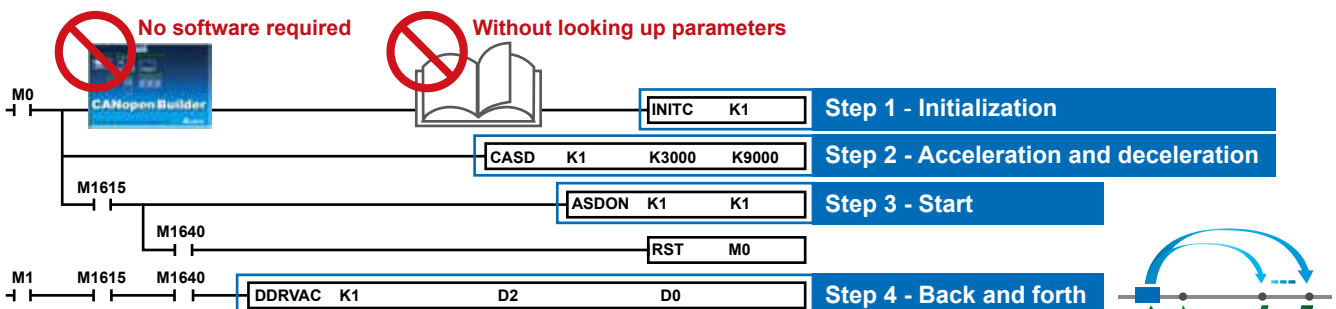 No software required
Without looking up parameters
CANopen Builder
M0
INITC K1
Step 1 - Initialization
CASD K1 K3000 K9000
Step 2 - Acceleration and deceleration
M1615
ASDON K1 K1
Step 3 - Start
M1640
RST M0
M1 M1615 M1640
DDRVAC K1 D2 D0
Step 4 - Back and forth